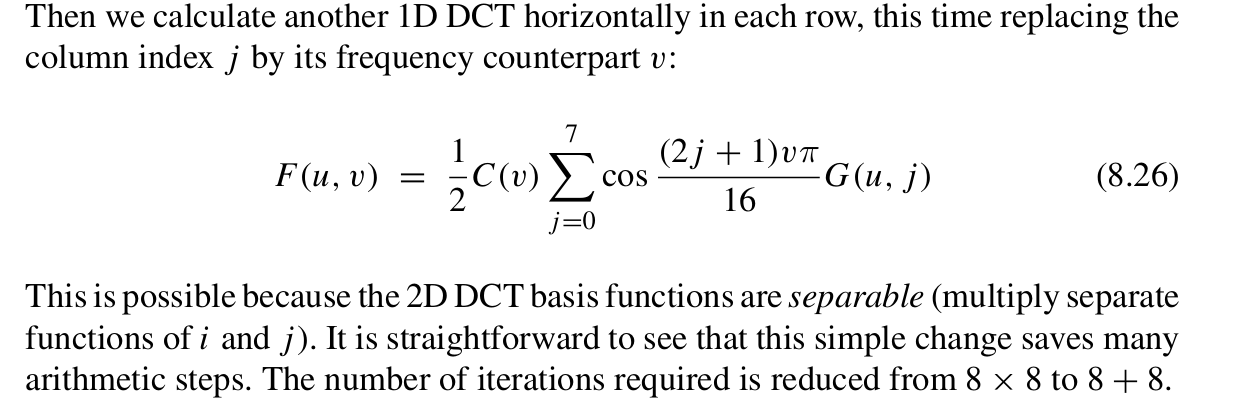 Then we calculate another 1D DCT horizontally in each row, this time replacing the
column index j by its frequency counterpart v:
F(u, v) = \frac{1}{2} C(v) \sum_{j=0}^{7} \cos \frac{(2j + 1)vπ}{16} G(u, j) (8.26)
This is possible because the 2D DCT basis functions are separable (multiply separate
functions of i and j). It is straightforward to see that this simple change saves many
arithmetic steps. The number of iterations required is reduced from 8 × 8 to 8 + 8.